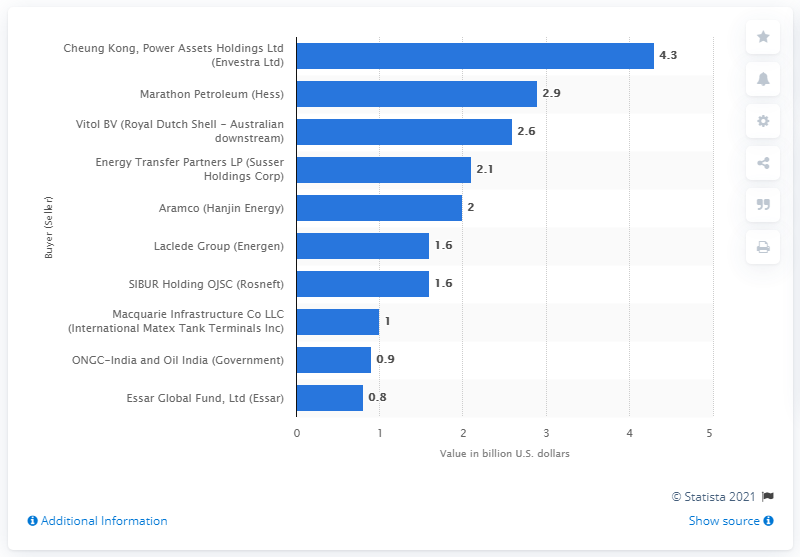 Cheung Kong, Power Assets Holdings Ltd
(Envestra Ltd)
4.3
Marathon Petroleum (Hess)
2.9
Vitol BV (Royal Dutch Shell - Australian
downstream)
2.6
Energy Transfer Partners LP (Susser
Holdings Corp)
2.1
Aramco (Hanjin Energy)
2
Laclede Group (Energen)
1.6
SIBUR Holding OJSC (Rosneft)
1.6
Macquarie Infrastructure Co LLC
(International Matex Tank Terminals Inc)
1
ONGC-India and Oil India (Government)
0.9
Essar Global Fund, Ltd (Essar)
0.8
Buyer (Seller)
0 1 2 3 4 5
Value in billion U.S. dollars
© Statista 2021
Additional Information
Show source